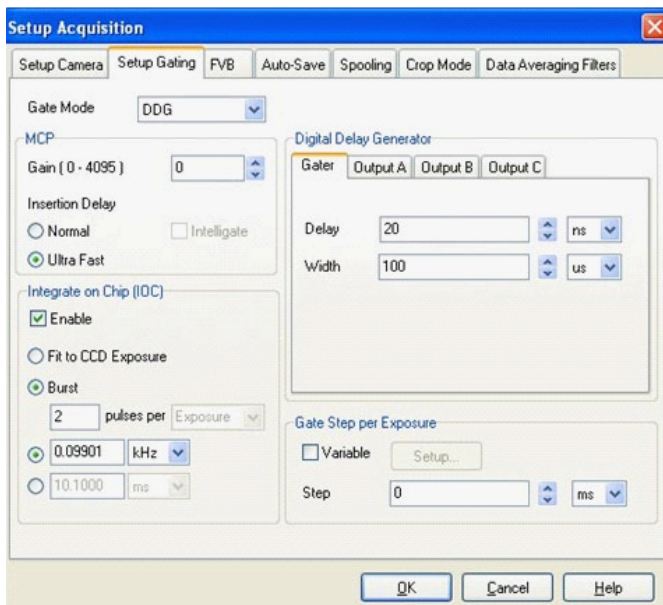 Setup Acquisition
Setup Camera Setup Gating FVB Auto-Save Spooling Crop Mode Data Averaging Filters
Gate Mode DDG
MCP
Gain ( 0 - 4095 ) 0
Insertion Delay
Normal Intelligate
Ultra Fast
Integrate on Chip (IOC)
Enable
Fit to CCD Exposure
Burst
2 pulses per Exposure
0.09901 kHz
10.1000 ms
Digital Delay Generator
Gater Output A Output B Output C
Delay 20 ns
Width 100 us
Gate Step per Exposure
Variable Setup...
Step 0 ms
OK Cancel Help